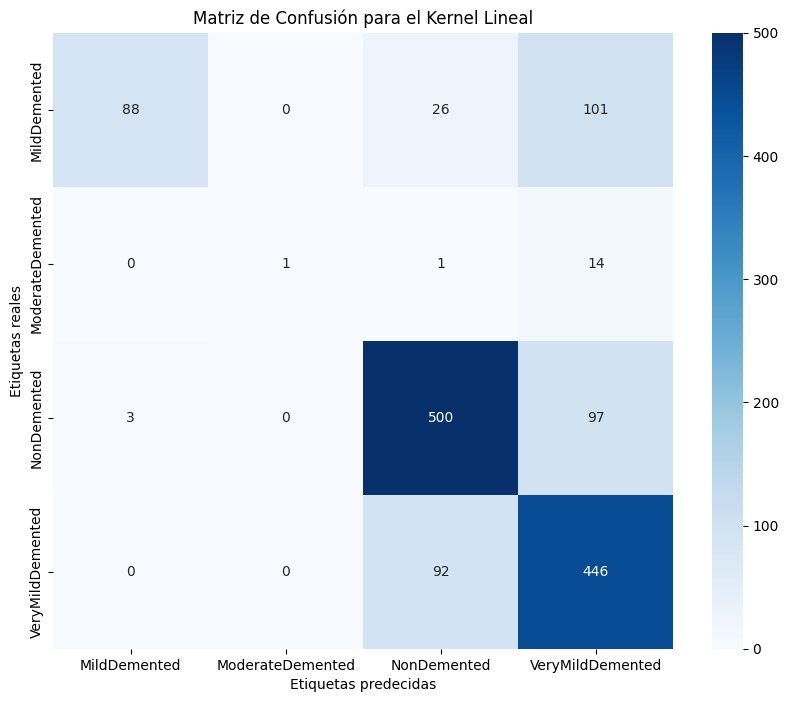 Matriz de Confusión para el Kernel Lineal
Etiquetas reales
MildDemented
88 0 26 101
ModerateDemented
0 1 1 14
NonDemented
3 0 500 97
VeryMildDemented
0 0 92 446
MildDemented ModerateDemented NonDemented VeryMildDemented
Etiquetas predecidas
500
400
300
200
100
0